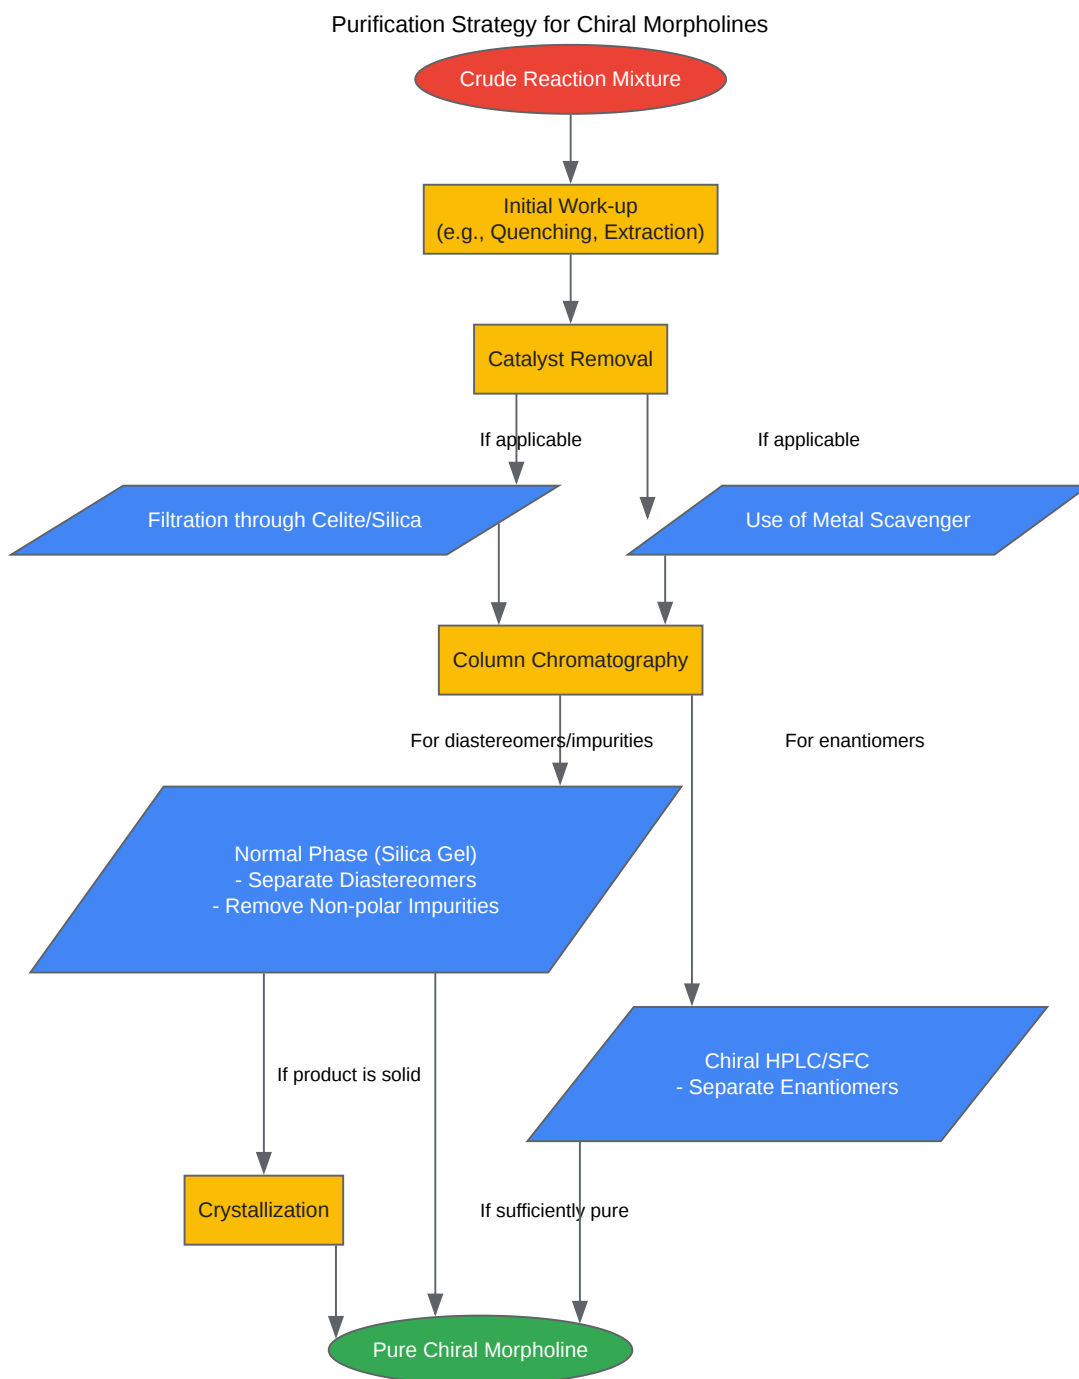 Purification Strategy for Chiral Morpholines
Crude Reaction Mixture
Initial Work-up
(e.g., Quenching, Extraction)
Catalyst Removal
If applicable
If applicable
Filtration through Celite/Silica
Use of Metal Scavenger
Column Chromatography
For diastereomers/impurities
For enantiomers
Normal Phase (Silica Gel)
- Separate Diastereomers
- Remove Non-polar Impurities
Chiral HPLC/SFC
- Separate Enantiomers
If product is solid
Crystallization
If sufficiently pure
Pure Chiral Morpholine